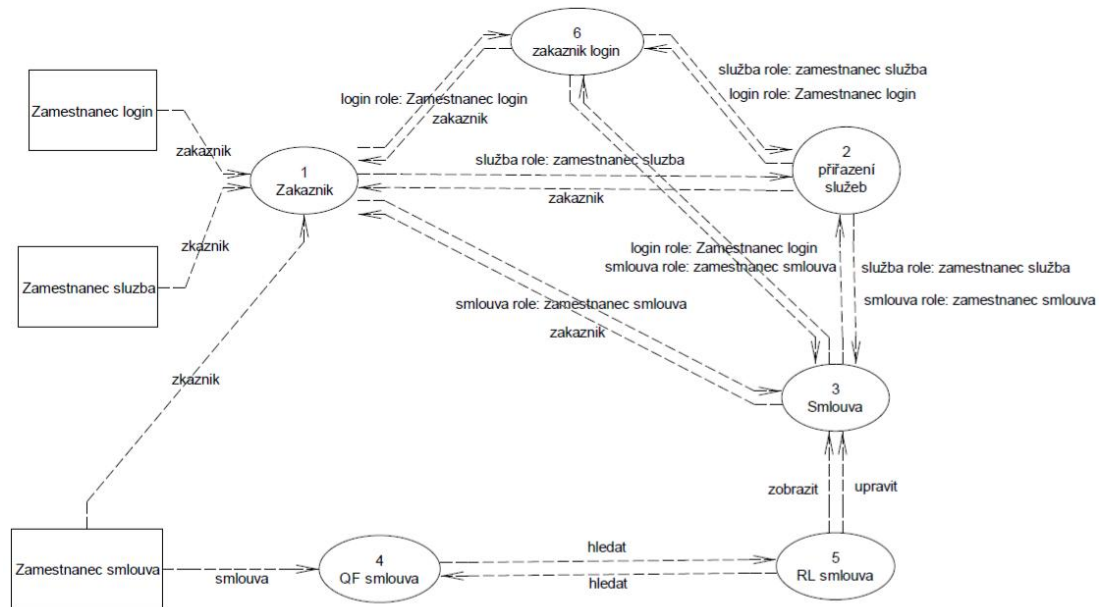 6
zakaznik login
služba role: zamestnanec služba
login role: Zamestnanec login
login role: Zamestnanec login
zakaznik
Zamestnanec login
zakaznik
1
Zakaznik
služba role: zamestnanec sluzba
zakaznik
2
přiřazení
služeb
zkaznik
Zamestnanec sluzba
login role: Zamestnanec login
smlouva role: zamestnanec smlouva
služba role: zamestnanec služba
smlouva role: zamestnanec smlouva
smlouva role: zamestnanec smlouva
zakaznik
zkaznik
3
Smlouva
zobrazit
upravit
Zamestnanec smlouva
smlouva
4
QF smlouva
hledat
hledat
5
RL smlouva